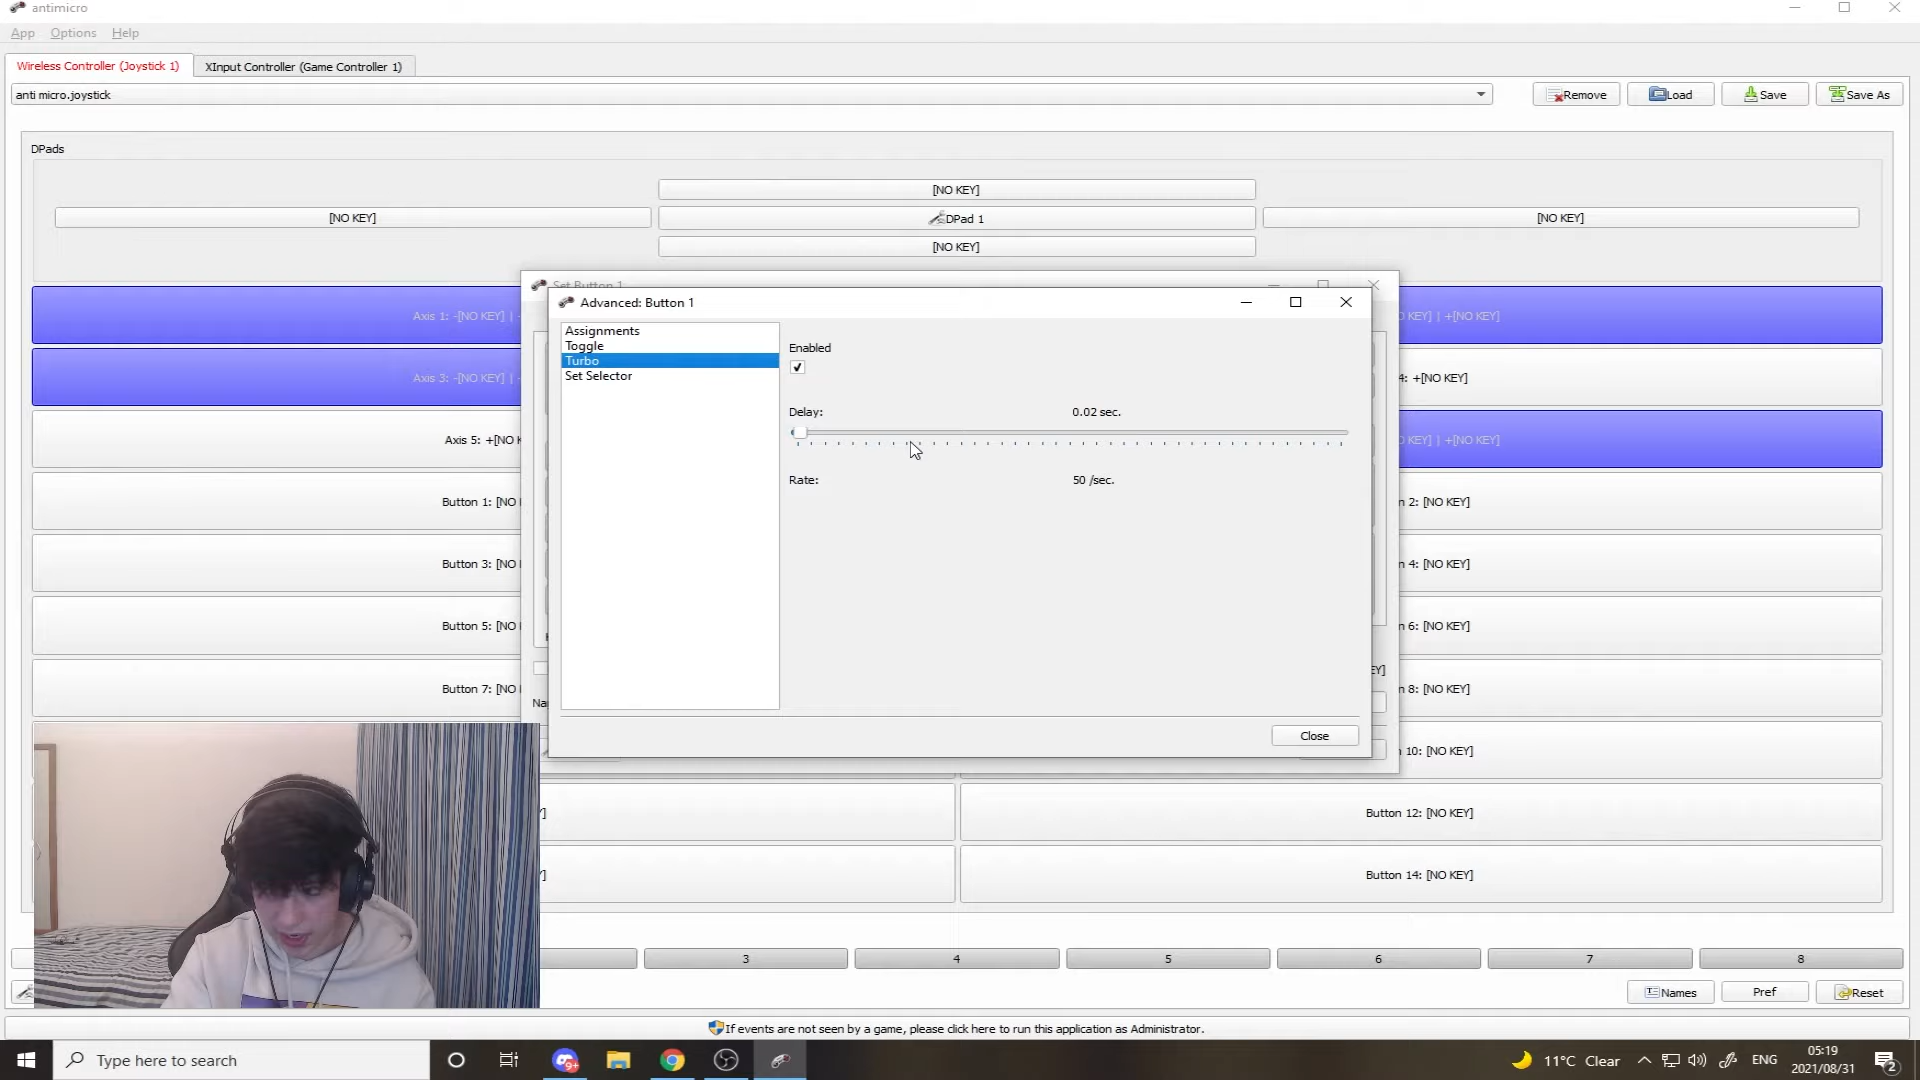 antimicro
App Options Help
Wireless Controller (Joystick 1) XInput Controller (Game Controller 1)
anti micro.joystick Remove Load Save Save As
DPads
[NO KEY]
[NO KEY] DPad 1 [NO KEY]
[NO KEY]
Set Button 1
Advanced: Button 1
Axis 1: -[NO KEY] | - O KEY] | +[NO KEY]
Assignments
Toggle
Turbo
Set Selector
Enabled
Axis 3: -[NO KEY] | - 4: +[NO KEY]
Delay: 0.02 sec.
Axis 5: +[NO K O KEY] | +[NO KEY]
Rate: 50 /sec.
Button 1: [NO n 2: [NO KEY]
Button 3: [NO n 4: [NO KEY]
Button 5: [NO n 6: [NO KEY]
EY]
Button 7: [NO n 8: [NO KEY]
Na
Close
10: [NO KEY]
] Button 12: [NO KEY]
] Button 14: [NO KEY]
3 4 5 6 7 8
Names Pref Reset
If events are not seen by a game, please click here to run this application as Administrator.
Type here to search 9+ 11°C Clear ENG 05:19
2021/08/31 2